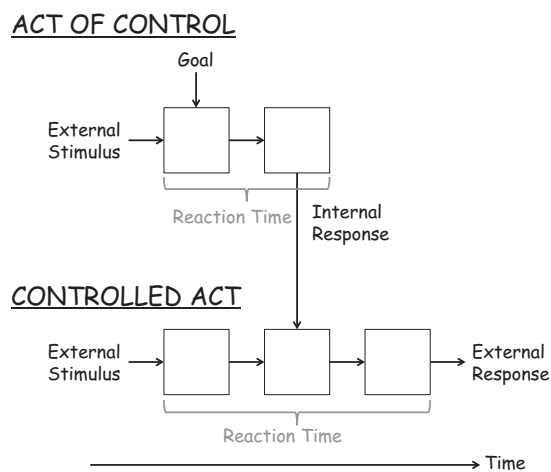 ACT OF CONTROL
Goal
External
Stimulus
Reaction Time
Internal
Response
CONTROLLED ACT
External
Stimulus
External
Response
Reaction Time
Time